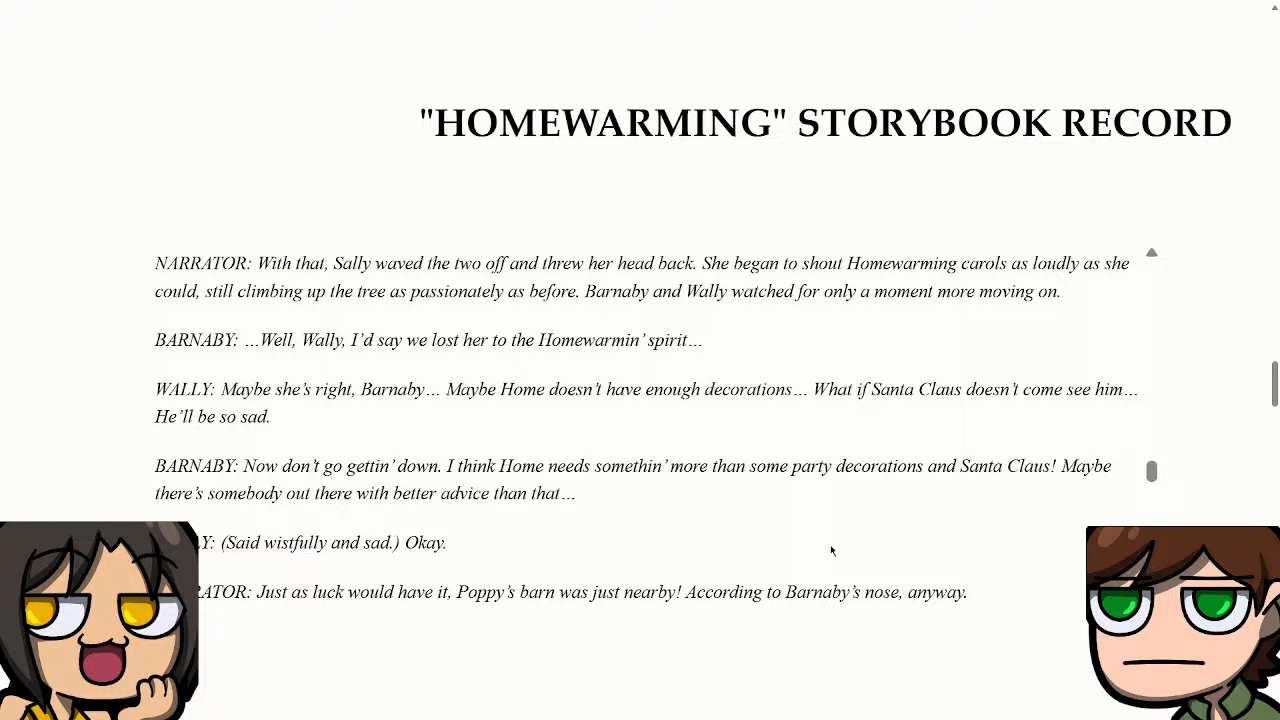 "HOMEWARMING" STORYBOOK RECORD
NARRATOR: With that, Sally waved the two off and threw her head back. She began to shout Homewarming carols as loudly as she
could, still climbing up the tree as passionately as before. Barnaby and Wally watched for only a moment more moving on.
BARNABY: …Well, Wally, I’d say we lost her to the Homewarmin’ spirit…
WALLY: Maybe she’s right, Barnaby… Maybe Home doesn’t have enough decorations… What if Santa Claus doesn’t come see him…
He’ll be so sad.
BARNABY: Now don’t go gettin’ down. I think Home needs somethin’ more than some party decorations and Santa Claus! Maybe
there’s somebody out there with better advice than that…
Y: (Said wistfully and sad.) Okay.
RATOR: Just as luck would have it, Poppy’s barn was just nearby! According to Barnaby’s nose, anyway.